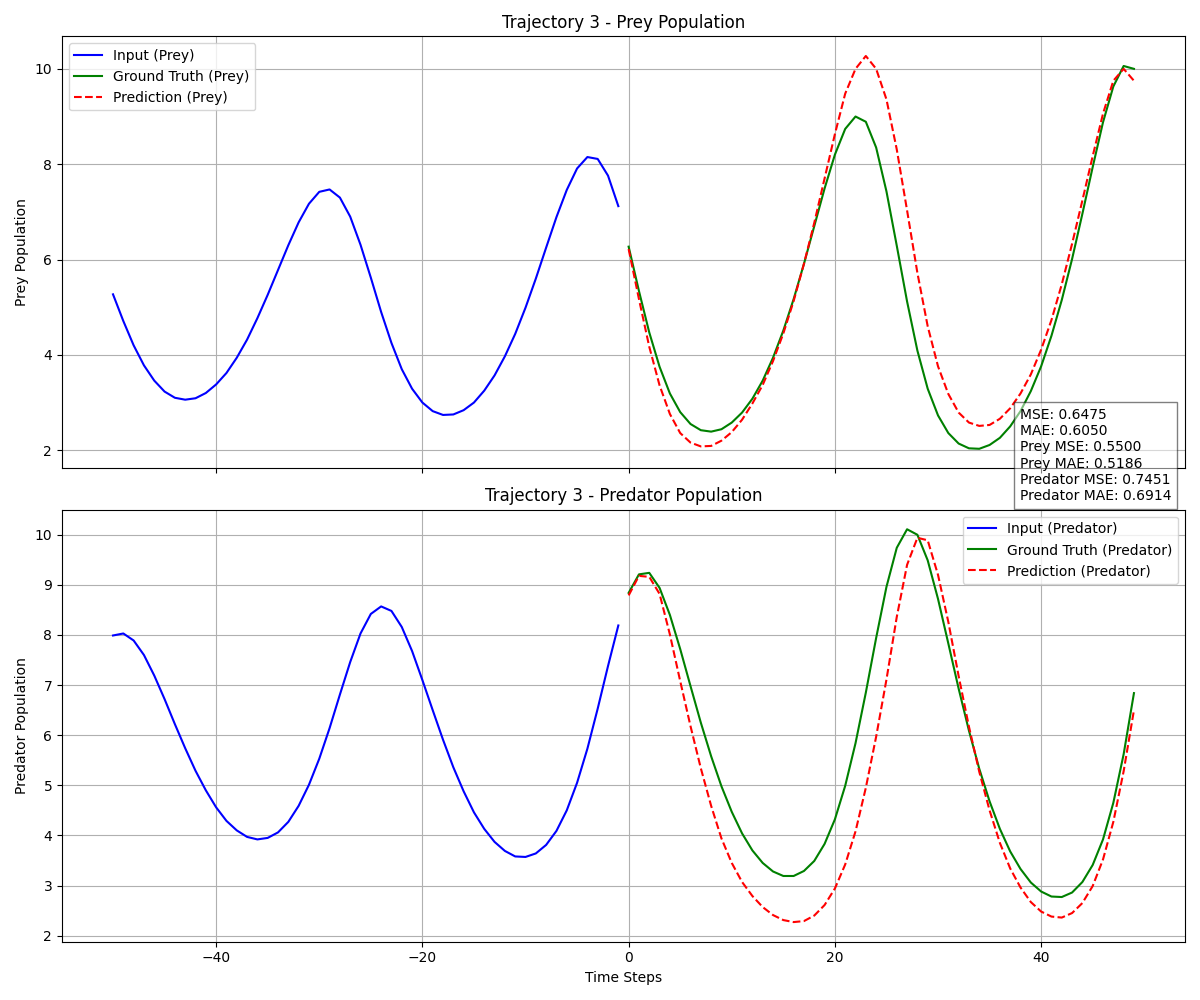 Trajectory 3 - Prey Population
Input (Prey)
Ground Truth (Prey)
Prediction (Prey)
Prey Population
10
8
6
4
2
MSE: 0.6475
MAE: 0.6050
Prey MSE: 0.5500
Prey MAE: 0.5186
Predator MSE: 0.7451
Predator MAE: 0.6914
Trajectory 3 - Predator Population
Input (Predator)
Ground Truth (Predator)
Prediction (Predator)
Predator Population
10
9
8
7
6
5
4
3
2
−40
−20
0
20
40
Time Steps